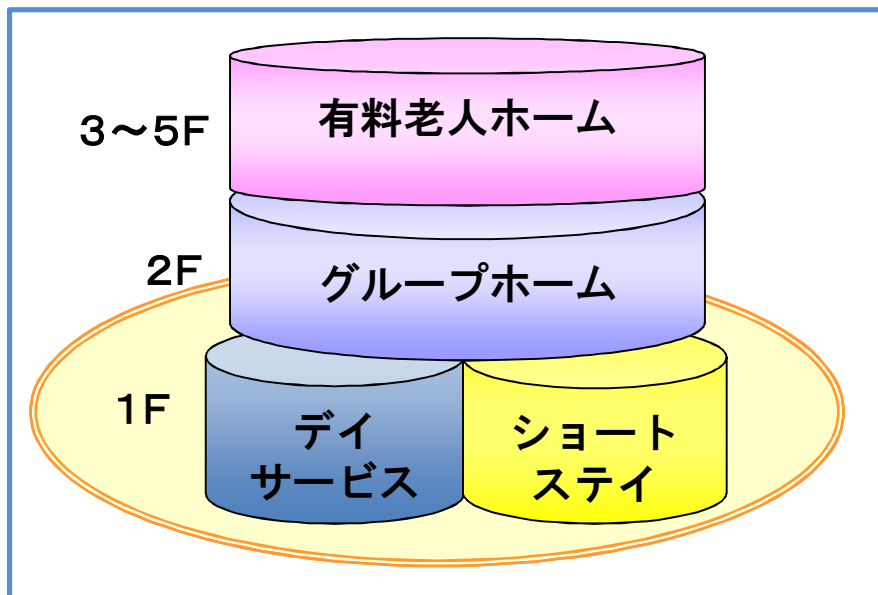 3～5F
有料老人ホーム
2F
グループホーム
1F
デイ
サービス
ショート
ステイ